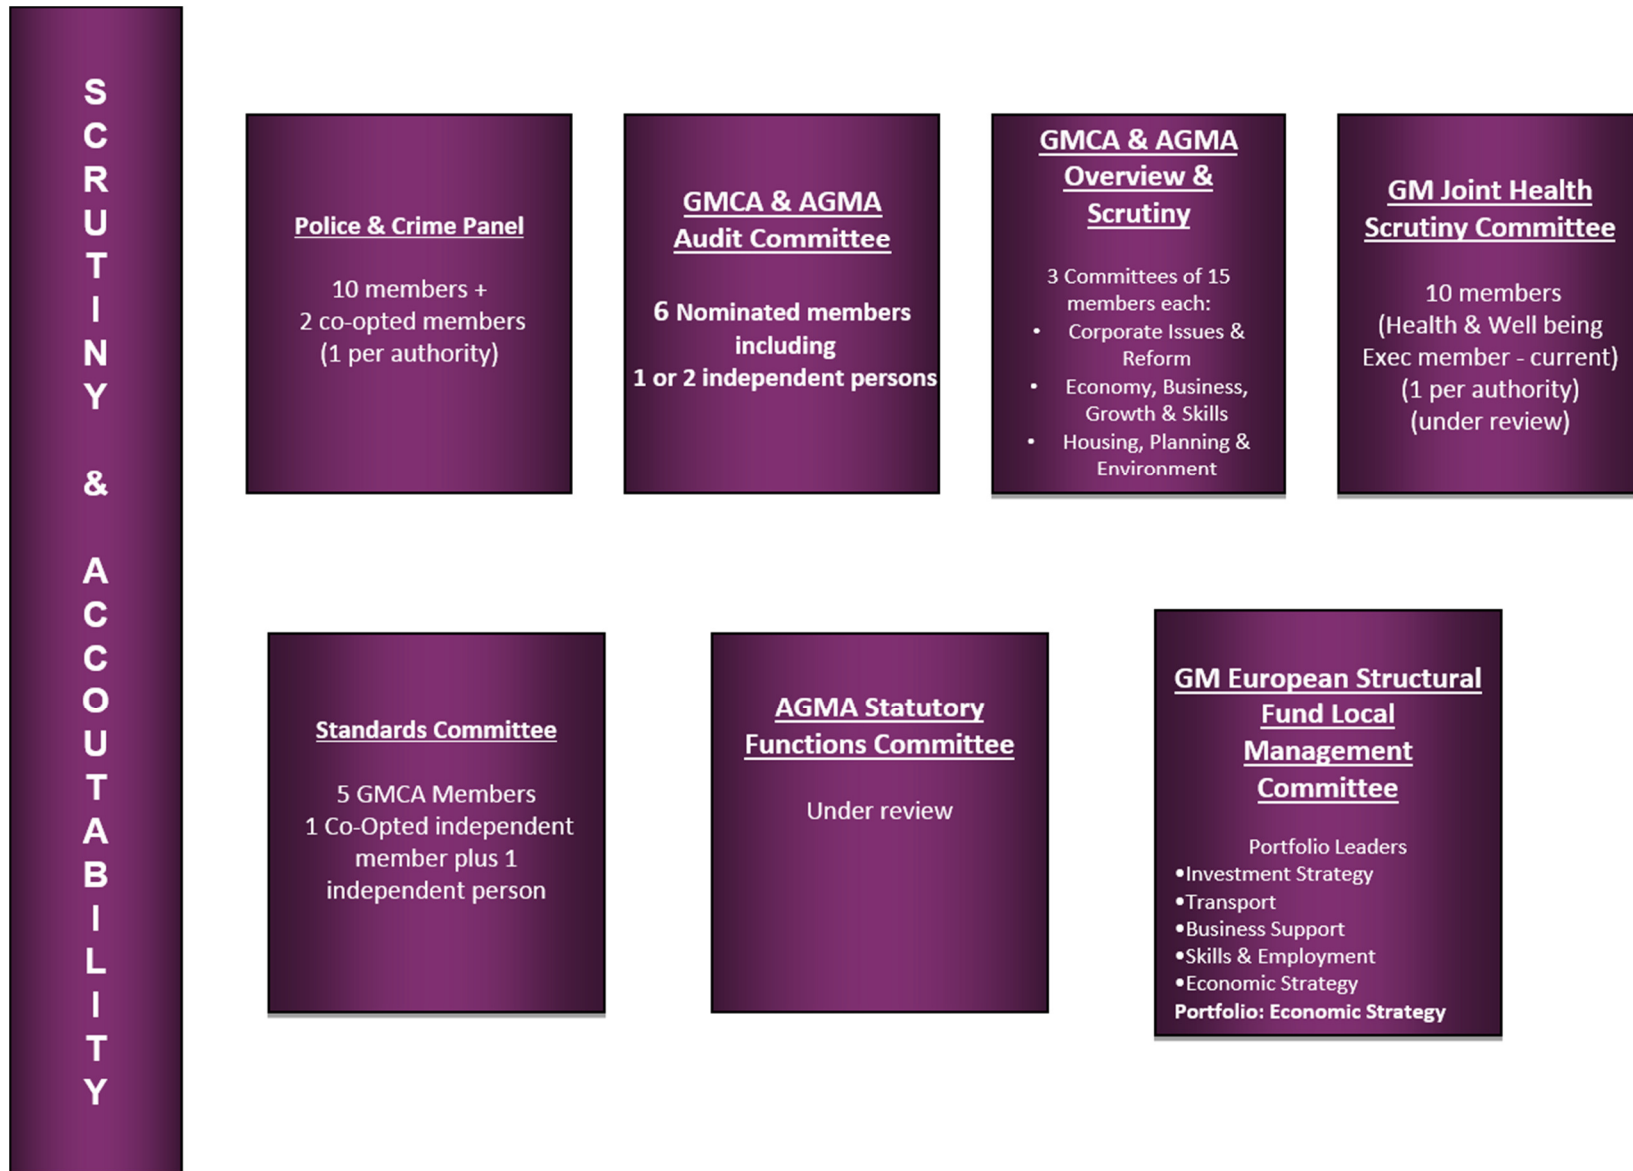 SCRUTINY & ACCOUTABILITY
Police & Crime Panel
10 members +
2 co-opted members
(1 per authority)
GMCA & AGMA
Audit Committee
6 Nominated members
including
1 or 2 independent persons
GMCA & AGMA
Overview &
Scrutiny
3 Committees of 15
members each:
• Corporate Issues &
Reform
• Economy, Business,
Growth & Skills
• Housing, Planning &
Environment
GM Joint Health
Scrutiny Committee
10 members
(Health & Well being
Exec member - current)
(1 per authority)
(under review)
Standards Committee
5 GMCA Members
1 Co-Opted independent
member plus 1
independent person
AGMA Statutory
Functions Committee
Under review
GM European Structural
Fund Local
Management
Committee
Portfolio Leaders
•Investment Strategy
•Transport
•Business Support
•Skills & Employment
•Economic Strategy
Portfolio: Economic Strategy